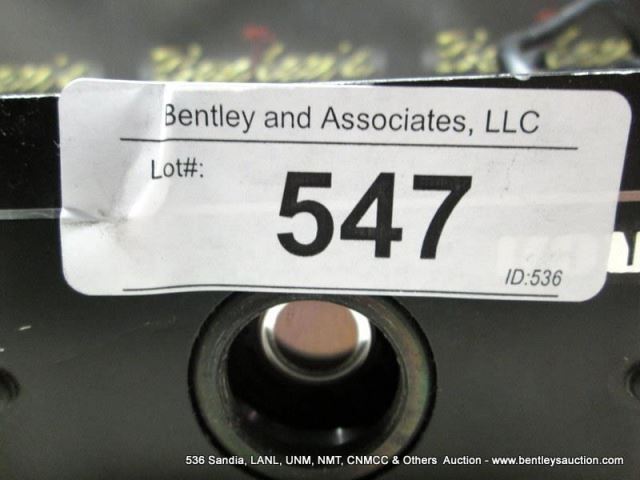 Bentley and Associates, LLC
Lot#:
547
ID:536
536 Sandia, LANL, UNM, NMT, CNMCC & Others Auction - www.bentleysauction.com